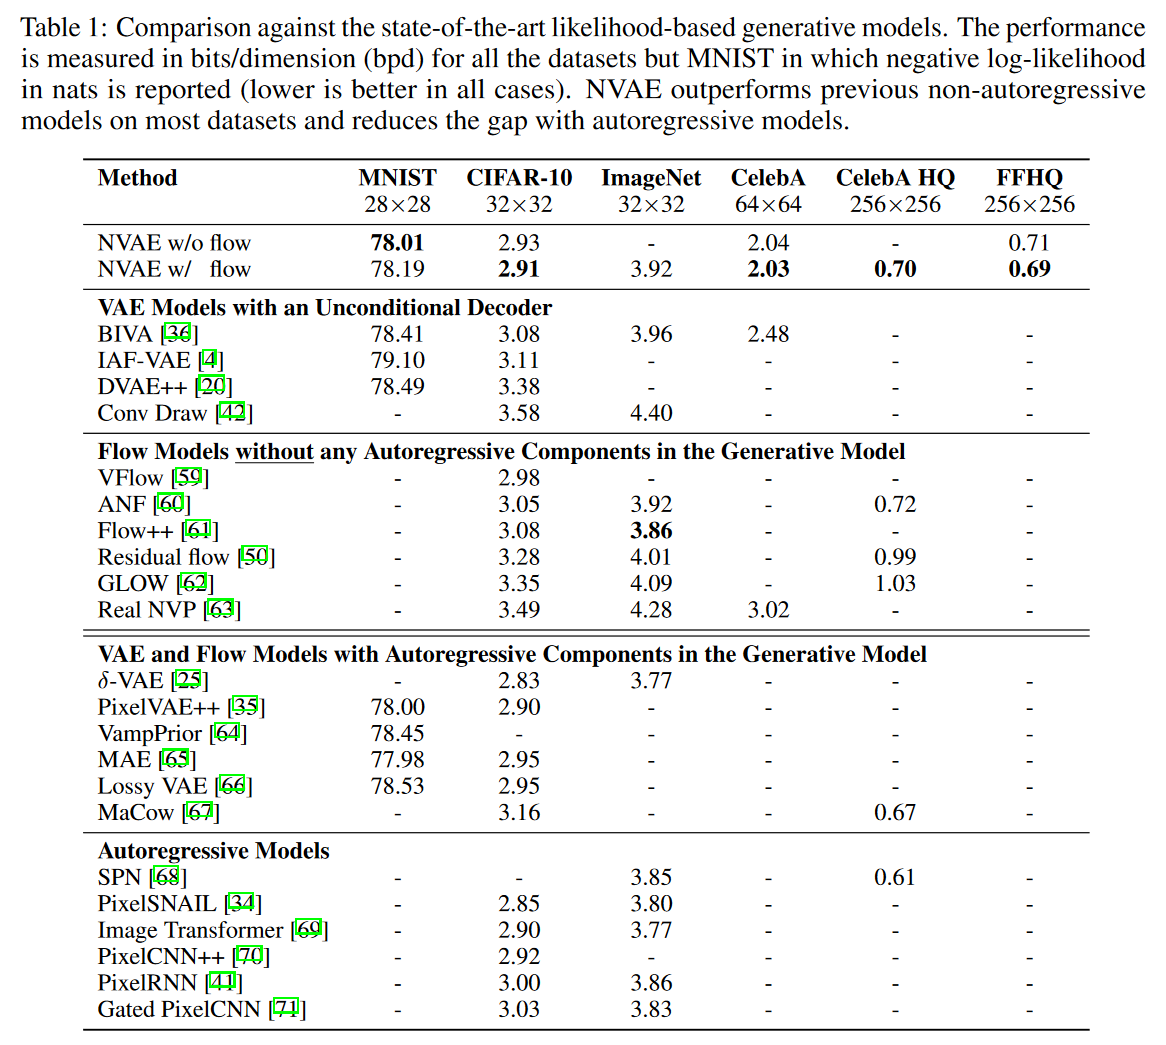 Table 1: Comparison against the state-of-the-art likelihood-based generative models. The performance
is measured in bits/dimension (bpd) for all the datasets but MNIST in which negative log-likelihood
in nats is reported (lower is better in all cases). NVAE outperforms previous non-autoregressive
models on most datasets and reduces the gap with autoregressive models.
Method MNIST CIFAR-10 ImageNet CelebA CelebA HQ FFHQ
28×28 32×32 32×32 64×64 256×256 256×256
NVAE w/o flow 78.01 2.93 - 2.04 - 0.71
NVAE w/ flow 78.19 2.91 3.92 2.03 0.70 0.69
VAE Models with an Unconditional Decoder
BIVA [36] 78.41 3.08 3.96 2.48 - -
IAF-VAE [4] 79.10 3.11 - - - -
DVAE++ [20] 78.49 3.38 - - - -
Conv Draw [42] - 3.58 4.40 - - -
Flow Models without any Autoregressive Components in the Generative Model
VFlow [59] - 2.98 - - - -
ANF [60] - 3.05 3.92 - 0.72 -
Flow++ [61] - 3.08 3.86 - - -
Residual flow [50] - 3.28 4.01 - 0.99 -
GLOW [62] - 3.35 4.09 - 1.03 -
Real NVP [63] - 3.49 4.28 3.02 - -
VAE and Flow Models with Autoregressive Components in the Generative Model
δ-VAE [25] - 2.83 3.77 - - -
PixelVAE++ [35] 78.00 2.90 - - - -
VampPrior [64] 78.45 - - - - -
MAE [65] 77.98 2.95 - - - -
Lossy VAE [66] 78.53 2.95 - - - -
MaCow [67] - 3.16 - - 0.67 -
Autoregressive Models
SPN [68] - - 3.85 - 0.61 -
PixelSNAIL [34] - 2.85 3.80 - - -
Image Transformer [69] - 2.90 3.77 - - -
PixelCNN++ [70] - 2.92 - - - -
PixelRNN [41] - 3.00 3.86 - - -
Gated PixelCNN [71] - 3.03 3.83 - - -